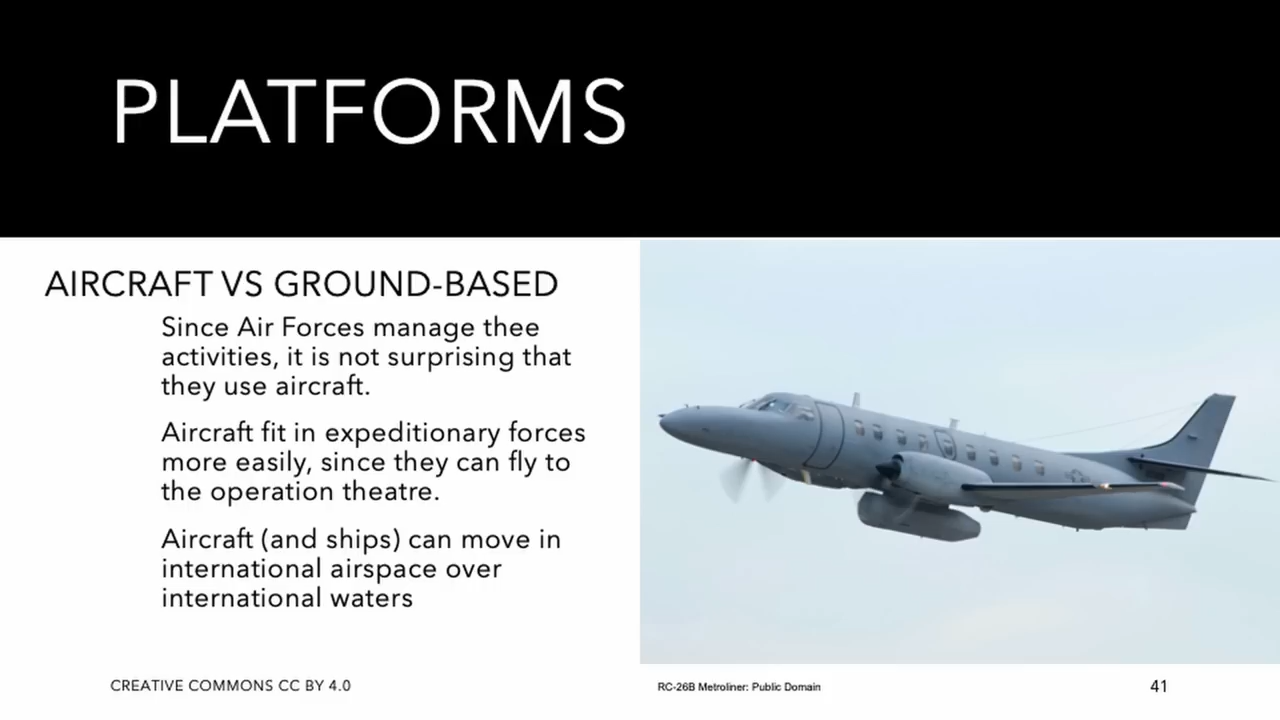 PLATFORMS
AIRCRAFT VS GROUND-BASED
Since Air Forces manage thee
activities, it is not surprising that
they use aircraft.
Aircraft fit in expeditionary forces
more easily, since they can fly to
the operation theatre.
Aircraft (and ships) can move in
international airspace over
international waters
CREATIVE COMMONS CC BY 4.0
RC-26B Metroliner: Public Domain
41